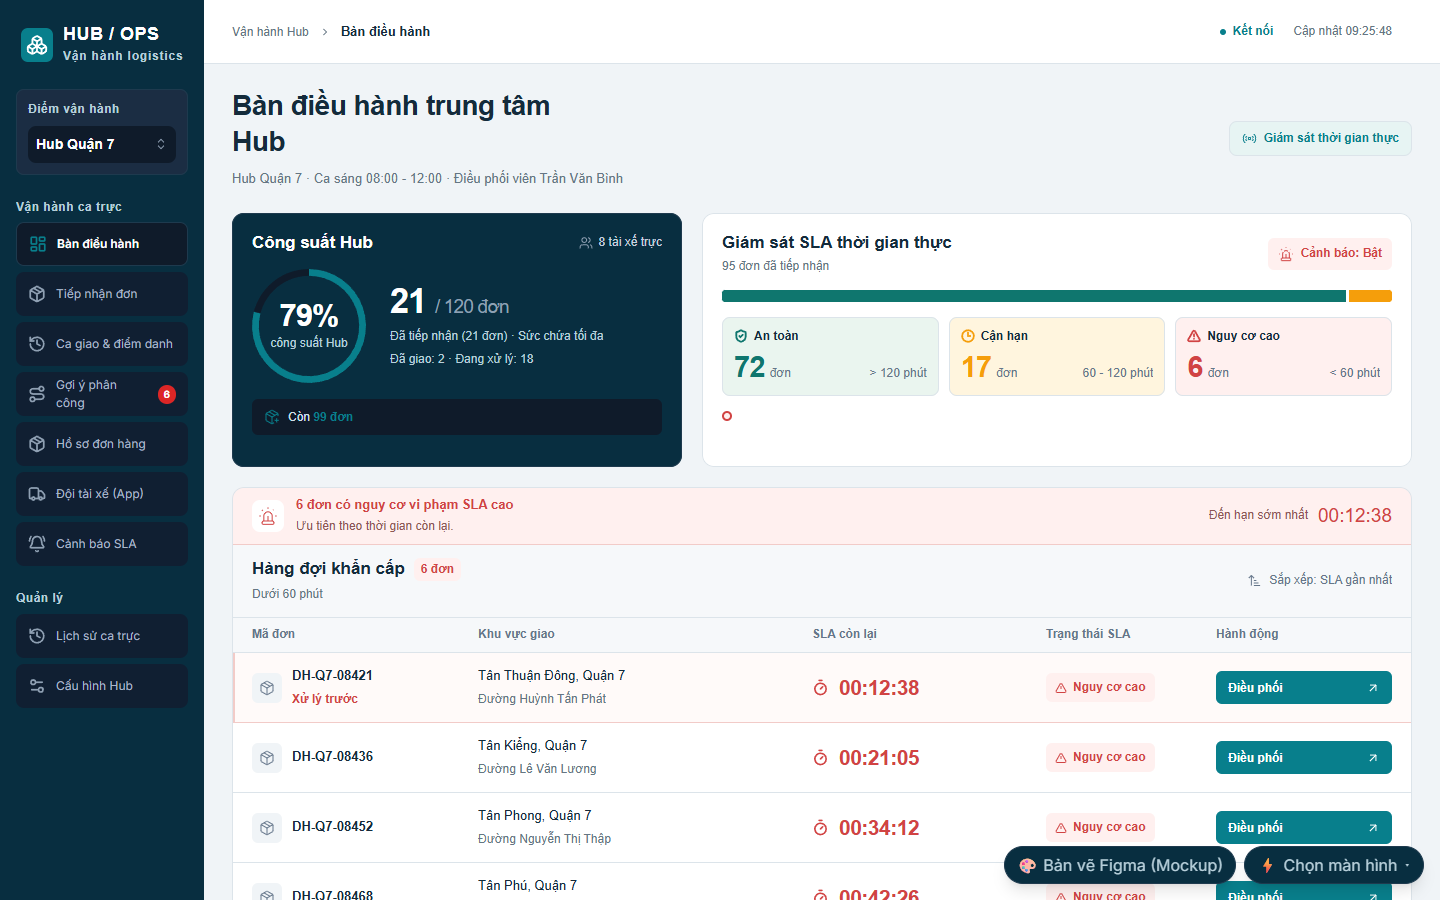 HUB / OPS
Vận hành logistics
Điểm vận hành
Hub Quận 7
Vận hành ca trực
Bàn điều hành
Tiếp nhận đơn
Ca giao & điểm danh
Gợi ý phân
công
6
Hồ sơ đơn hàng
Đội tài xế (App)
Cảnh báo SLA
Quản lý
Lịch sử ca trực
Cấu hình Hub
Vận hành Hub > Bàn điều hành
Kết nối
Cập nhật 09:25:48
Bàn điều hành trung tâm
Hub
Hub Quận 7 · Ca sáng 08:00 - 12:00 · Điều phối viên Trần Văn Bình
Giám sát thời gian thực
Công suất Hub
8 tài xế trực
79%
công suất Hub
21 / 120 đơn
Đã tiếp nhận (21 đơn) · Sức chứa tối đa
Đã giao: 2 · Đang xử lý: 18
Còn 99 đơn
Giám sát SLA thời gian thực
95 đơn đã tiếp nhận
Cảnh báo: Bật
An toàn
72 đơn
> 120 phút
Cận hạn
17 đơn
60 - 120 phút
Nguy cơ cao
6 đơn
< 60 phút
6 đơn có nguy cơ vi phạm SLA cao
Ưu tiên theo thời gian còn lại.
Đến hạn sớm nhất 00:12:38
Hàng đợi khẩn cấp 6 đơn
Dưới 60 phút
Sắp xếp: SLA gần nhất
Mã đơn Khu vực giao SLA còn lại Trạng thái SLA Hành động
DH-Q7-08421
Xử lý trước
Tân Thuận Đông, Quận 7
Đường Huỳnh Tấn Phát
00:12:38
Nguy cơ cao
Điều phối
DH-Q7-08436
Tân Kiểng, Quận 7
Đường Lê Văn Lương
00:21:05
Nguy cơ cao
Điều phối
DH-Q7-08452
Tân Phong, Quận 7
Đường Nguyễn Thị Thập
00:34:12
Nguy cơ cao
Điều phối
DH-Q7-08468
Tân Phú, Quận 7
00:42:26
Nguy cơ cao
Điều phối
Bản vẽ Figma (Mockup)
Chọn màn hình